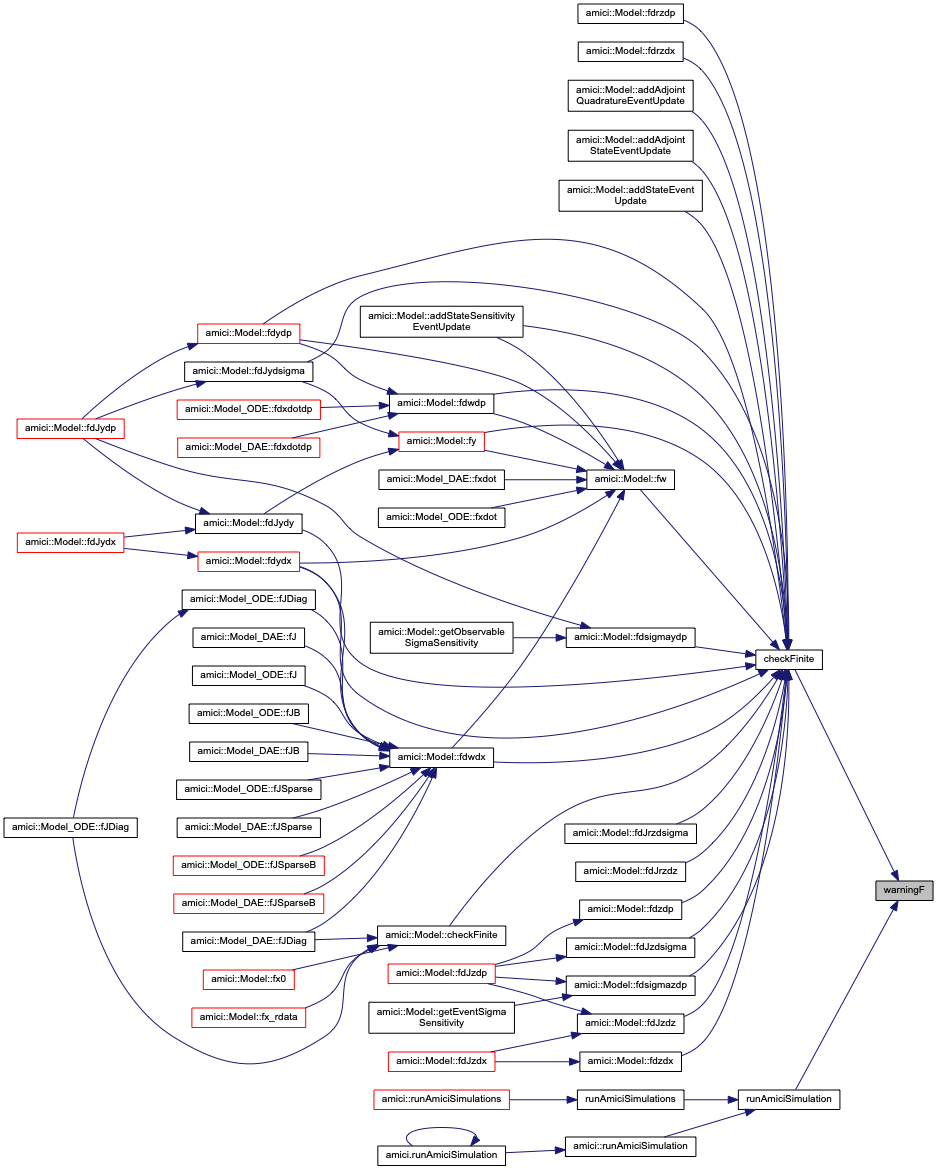 amici::Model::fdrzdp
amici::Model::fdrzdx
amici::Model::addAdjoint
QuadratureEventUpdate
amici::Model::addAdjoint
StateEventUpdate
amici::Model::addStateEvent
Update
amici::Model::addStateSensitivity
EventUpdate
amici::Model::fdydp
amici::Model::fdJydsigma
amici::Model_ODE::fdxdotdp
amici::Model::fdwdp
amici::Model::fdJydp
amici::Model::fy
amici::Model_DAE::fdxdotdp
amici::Model_DAE::fxdot
amici::Model::fw
amici::Model_ODE::fxdot
amici::Model::fdJydy
amici::Model::fdJydx
amici::Model::fdydx
amici::Model_ODE::fJDiag
amici::Model_DAE::fJ
amici::Model::getObservable
SigmaSensitivity
amici::Model::fdsigmaydp
checkFinite
amici::Model_ODE::fJ
amici::Model_ODE::fJB
amici::Model_DAE::fJB
amici::Model::fdwdx
amici::Model_ODE::fJSparse
amici::Model_ODE::fJDiag
amici::Model_DAE::fJSparse
amici::Model::fdJrzdsigma
amici::Model_ODE::fJSparseB
amici::Model::fdJrzdz
warningF
amici::Model_DAE::fJSparseB
amici::Model::fdzdp
amici::Model_DAE::fJDiag
amici::Model::checkFinite
amici::Model::fdJzdsigma
amici::Model::fx0
amici::Model::fdJzdp
amici::Model::fdsigmazdp
amici::Model::fx_rdata
amici::Model::getEventSigma
Sensitivity
amici::Model::fdJzdz
amici::Model::fdJzdx
amici::Model::fdzdx
amici::runAmiciSimulations
runAmiciSimulations
runAmiciSimulation
amici.runAmiciSimulation
amici::runAmiciSimulation